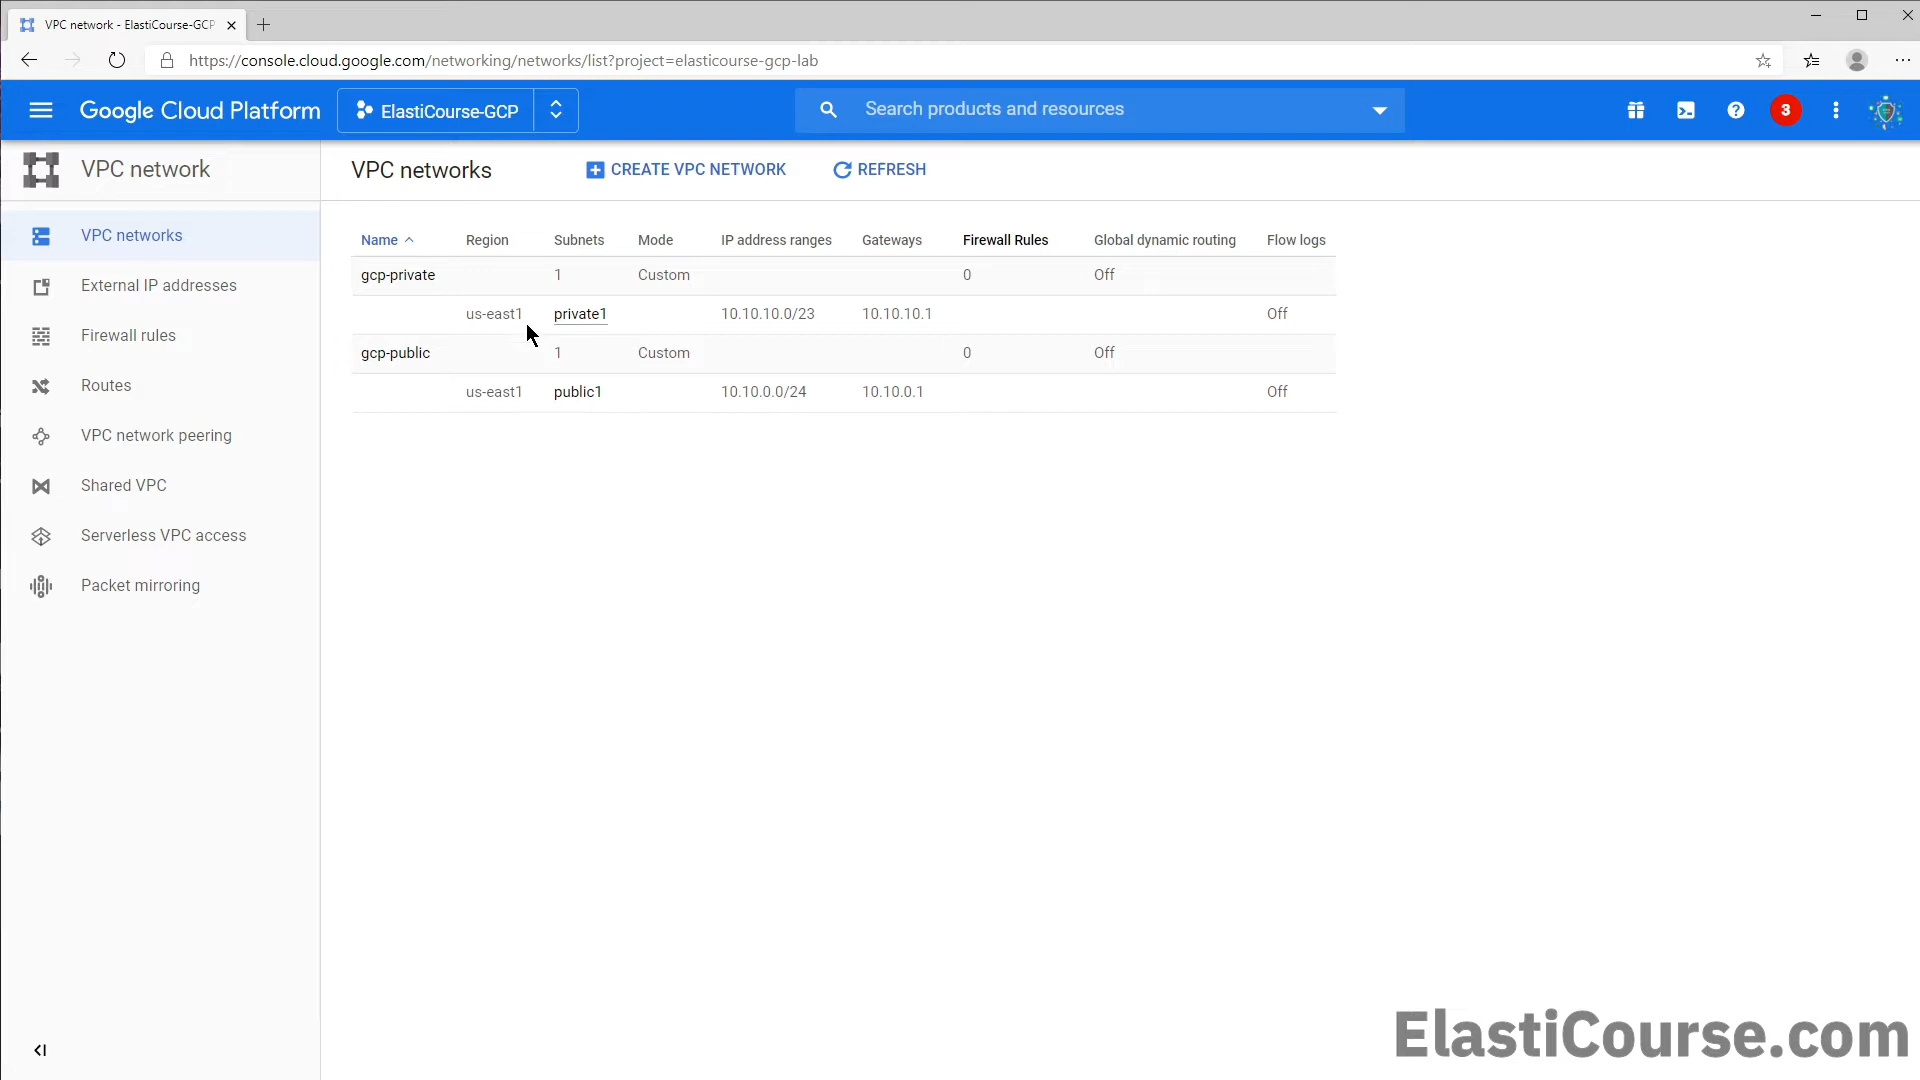 VPC network - ElastiCourse-GCP
https://console.cloud.google.com/networking/networks/list?project=elasticourse-gcp-lab
Google Cloud Platform ElastiCourse-GCP Search products and resources 3
VPC network
VPC networks CREATE VPC NETWORK REFRESH
VPC networks
External IP addresses
Firewall rules
Routes
VPC network peering
Shared VPC
Serverless VPC access
Packet mirroring
Name Region Subnets Mode IP address ranges Gateways Firewall Rules Global dynamic routing Flow logs
gcp-private 1 Custom 0 Off
us-east1 private1 10.10.10.0/23 10.10.10.1 Off
gcp-public 1 Custom 0 Off
us-east1 public1 10.10.0.0/24 10.10.0.1 Off
ElastiCourse.com